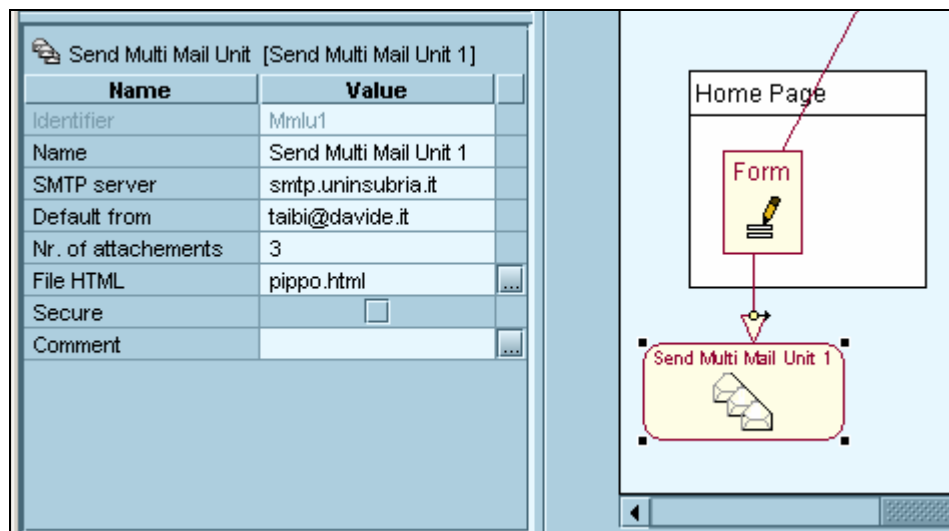 Send Multi Mail Unit [Send Multi Mail Unit 1]
Name Value
Identifier Mmlu1
Name Send Multi Mail Unit 1
SMTP server smtp.uninsubria.it
Default from taibi@davide.it
Nr. of attachements 3
File HTML pippo.html ...
Secure
Comment ...
Home Page
Form
Send Multi Mail Unit 1